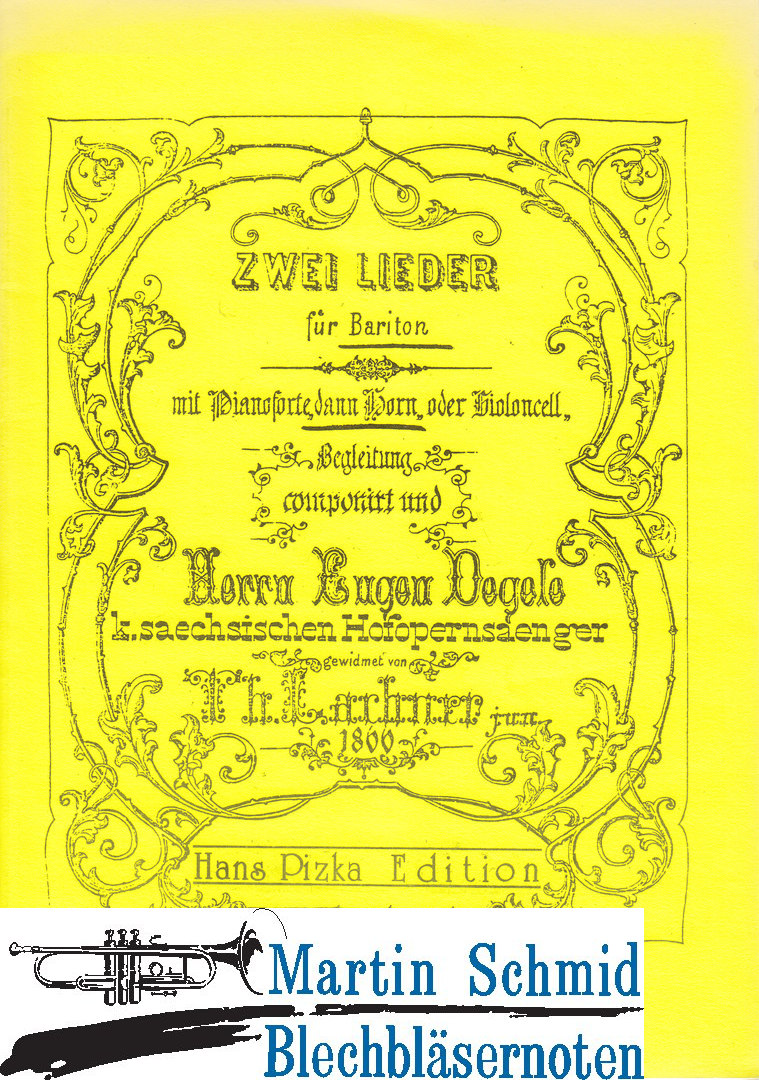 ZWEI LIEDER
für Bariton
mit Pianoforte, dann Horn, oder Violoncell,
Begleitung
componirt und
Herrn Eugen Degele
k. saechsischen Hofopernsaenger
gewidmet von
Th. Lachner jun.
1860
Hans Pizka Edition
Martin Schmid
Blechbläsernoten